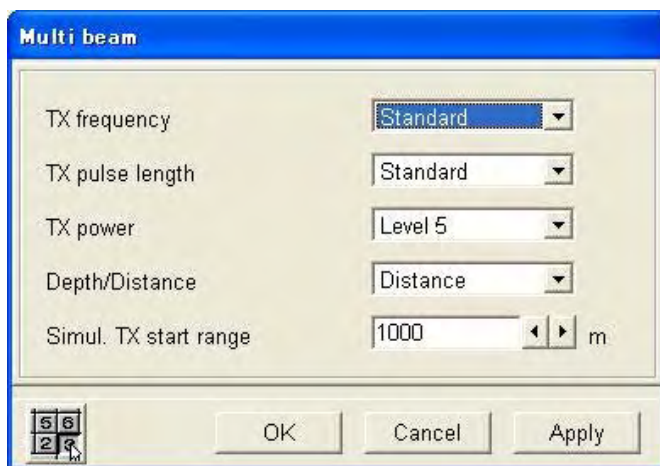 Multi beam
TX frequency Standard
TX pulse length Standard
TX power Level 5
Depth/Distance Distance
Simul. TX start range 1000 m
5 6
2
OK Cancel Apply